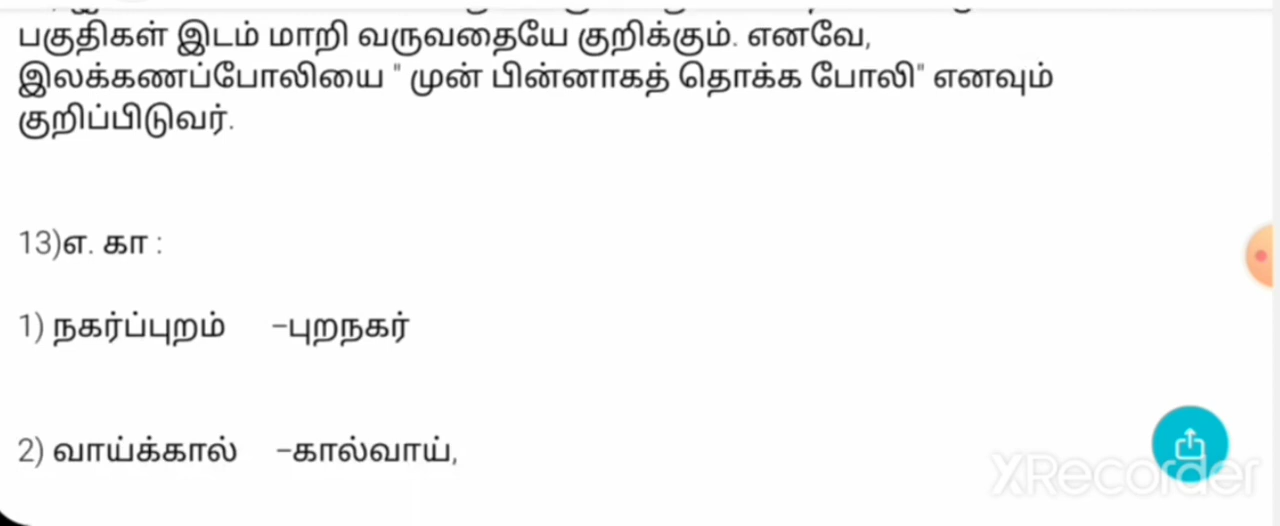 பகுதிகள் இடம் மாறி வருவதையே குறிக்கும். எனவே,
இலக்கணப்போலியை " முன் பின்னாகத் தொக்க போலி" எனவும்
குறிப்பிடுவர்.
13)எ. கா :
1) நகர்ப்புறம் –புறநகர்
2) வாய்க்கால் –கால்வாய்,
XRecorder